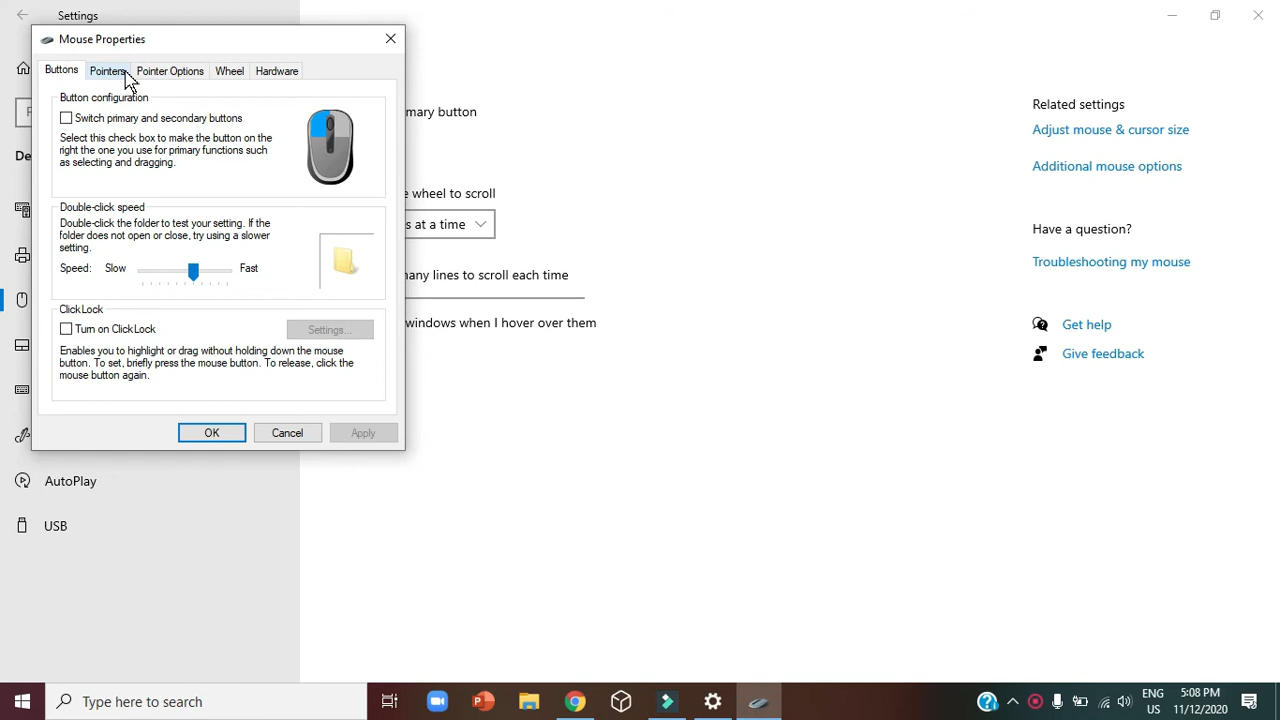 Settings
Mouse Properties
Buttons
Pointers
Pointer Options
Wheel
Hardware
Button configuration
Switch primary and secondary buttons
Select this check box to make the button on the
right the one you use for primary functions such
as selecting and dragging.
Double-click speed
Double-click the folder to test your setting. If the
folder does not open or close, try using a slower
setting.
Speed: Slow Fast
ClickLock
Turn on ClickLock
Settings...
Enables you to highlight or drag without holding down the mouse
button. To set, briefly press the mouse button. To release, click the
mouse button again.
OK
Cancel
Apply
De
AutoPlay
USB
mary button
e wheel to scroll
s at a time
any lines to scroll each time
windows when I hover over them
Related settings
Adjust mouse & cursor size
Additional mouse options
Have a question?
Troubleshooting my mouse
Get help
Give feedback
Type here to search
ENG
US
5:08 PM
11/12/2020